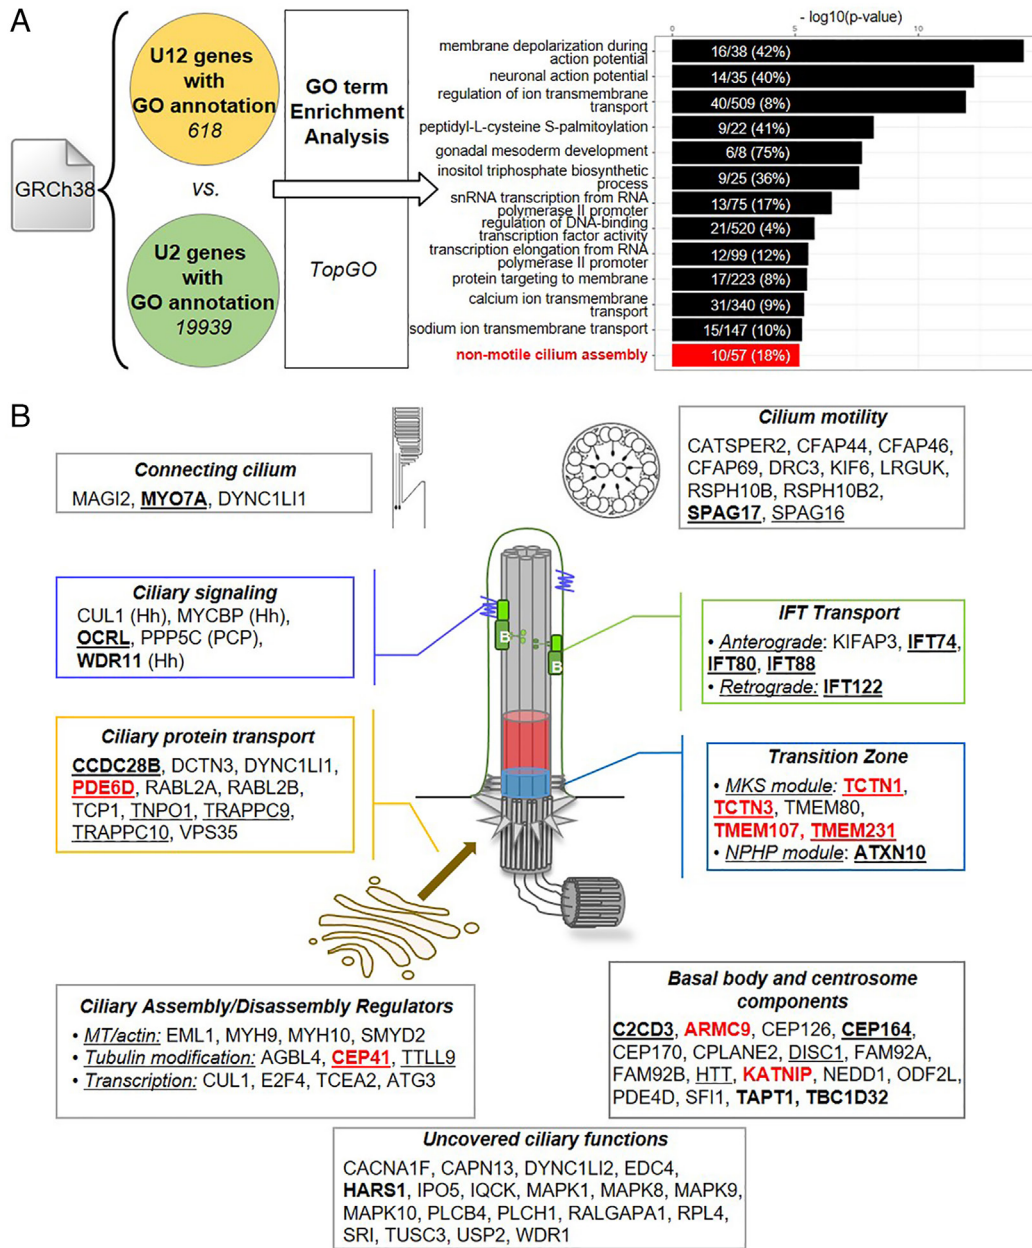 A
GRCh38
U12 genes
with
GO annotation
618
vs.
U2 genes
with
GO annotation
19939
GO term
Enrichment
Analysis
TopGO
- log10(p-value)
0
5
10
membrane depolarization during
action potential
16/38 (42%)
neuronal action potential
14/35 (40%)
regulation of ion transmembrane
transport
40/509 (8%)
peptidyl-L-cysteine S-palmitoylation
9/22 (41%)
gonadal mesoderm development
6/8 (75%)
inositol triphosphate biosynthetic
process
9/25 (36%)
snRNA transcription from RNA
polymerase II promoter
13/75 (17%)
regulation of DNA-binding
transcription factor activity
21/520 (4%)
transcription elongation from RNA
polymerase II promoter
12/99 (12%)
protein targeting to membrane
17/223 (8%)
calcium ion transmembrane
transport
31/340 (9%)
sodium ion transmembrane transport
15/147 (10%)
non-motile cilium assembly
10/57 (18%)
B
Connecting cilium
MAGI2, MYO7A, DYNC1LI1
Cilium motility
CATSPER2, CFAP44, CFAP46,
CFAP69, DRC3, KIF6, LRGUK,
RSPH10B, RSPH10B2,
SPAG17, SPAG16
Ciliary signaling
CUL1 (Hh), MYCBP (Hh),
OCRL, PPP5C (PCP),
WDR11 (Hh)
B
B
IFT Transport
• Anterograde: KIFAP3, IFT74,
IFT80, IFT88
• Retrograde: IFT122
Ciliary protein transport
CCDC28B, DCTN3, DYNC1LI1,
PDE6D, RABL2A, RABL2B,
TCP1, TNPO1, TRAPPC9,
TRAPPC10, VPS35
Transition Zone
• MKS module: TCTN1,
TCTN3, TMEM80,
TMEM107, TMEM231
• NPHP module: ATXN10
Ciliary Assembly/Disassembly Regulators
• MT/actin: EML1, MYH9, MYH10, SMYD2
• Tubulin modification: AGBL4, CEP41, TTLL9
• Transcription: CUL1, E2F4, TCEA2, ATG3
Basal body and centrosome
components
C2CD3, ARMC9, CEP126, CEP164,
CEP170, CPLANE2, DISC1, FAM92A,
FAM92B, HTT, KATNIP, NEDD1, ODF2L,
PDE4D, SFI1, TAPT1, TBC1D32
Uncovered ciliary functions
CACNA1F, CAPN13, DYNC1LI2, EDC4,
HARS1, IPO5, IQCK, MAPK1, MAPK8, MAPK9,
MAPK10, PLCB4, PLCH1, RALGAPA1, RPL4,
SRI, TUSC3, USP2, WDR1